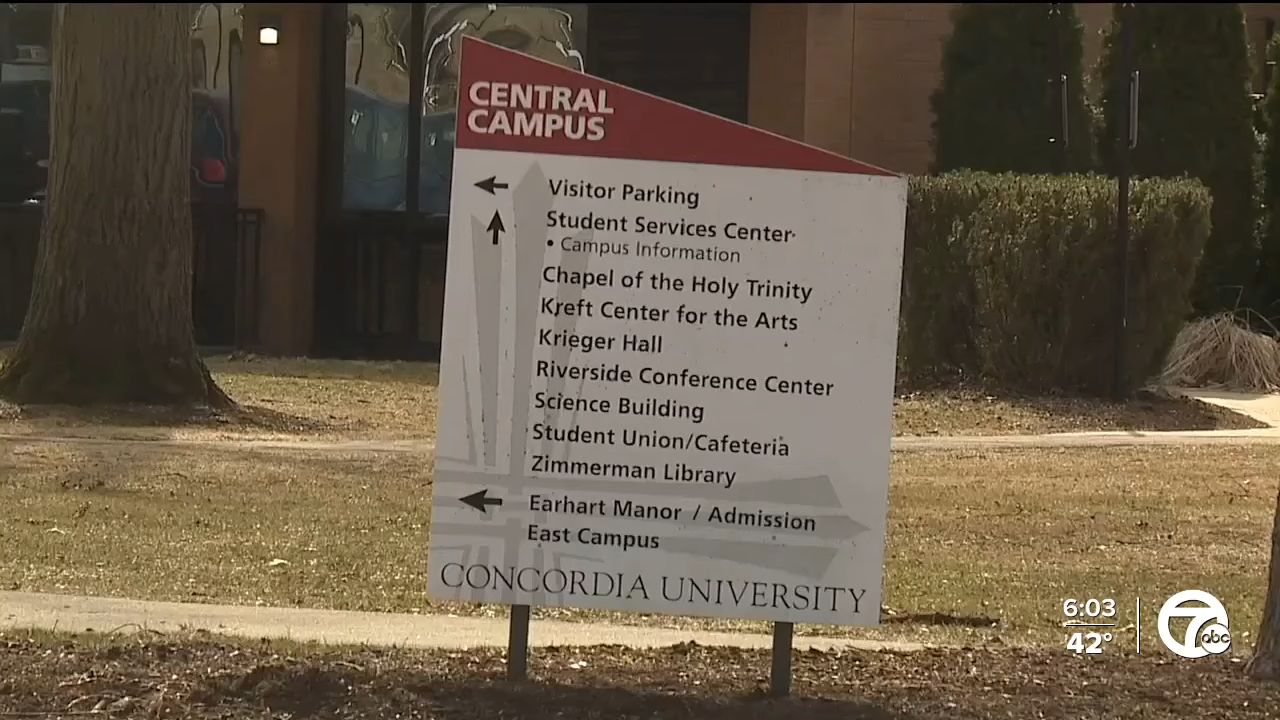 CENTRAL
CAMPUS
Visitor Parking
Student Services Center
• Campus Information
Chapel of the Holy Trinity
Kreft Center for the Arts
Krieger Hall
Riverside Conference Center
Science Building
Student Union/Cafeteria
Zimmerman Library
Earhart Manor / Admission
East Campus
CONCORDIA UNIVERSITY
6:03
42°
7 abc